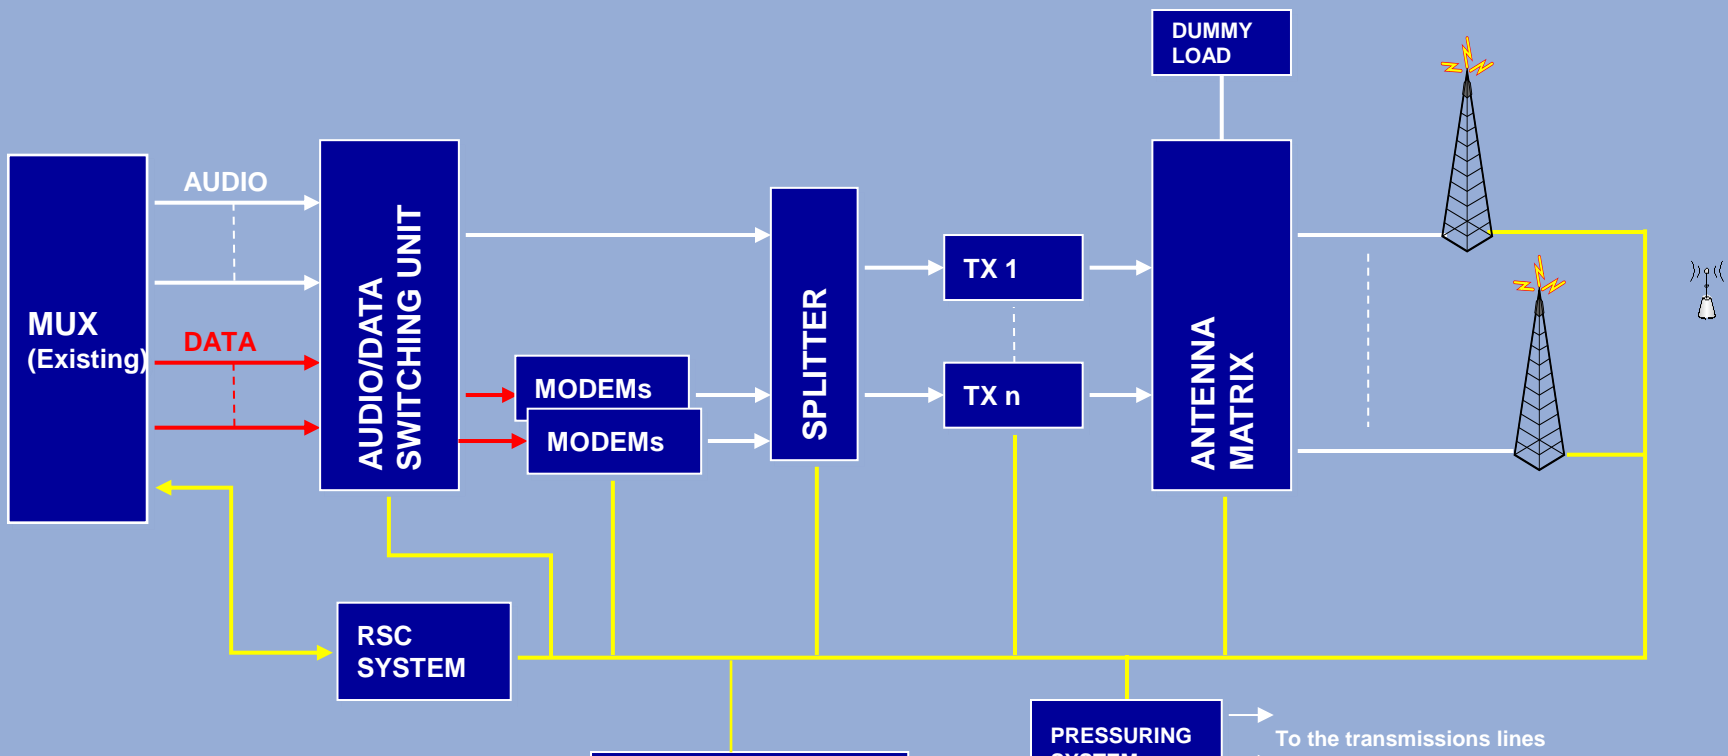 DUMMY
LOAD
AUDIO
MUX
(Existing)
DATA
AUDIO/DATA
SWITCHING UNIT
MODEMs
MODEMs
SPLITTER
TX 1
TX n
ANTENNA
MATRIX
RSC
SYSTEM
PRESSURING
SYSTEM
To the transmissions lines